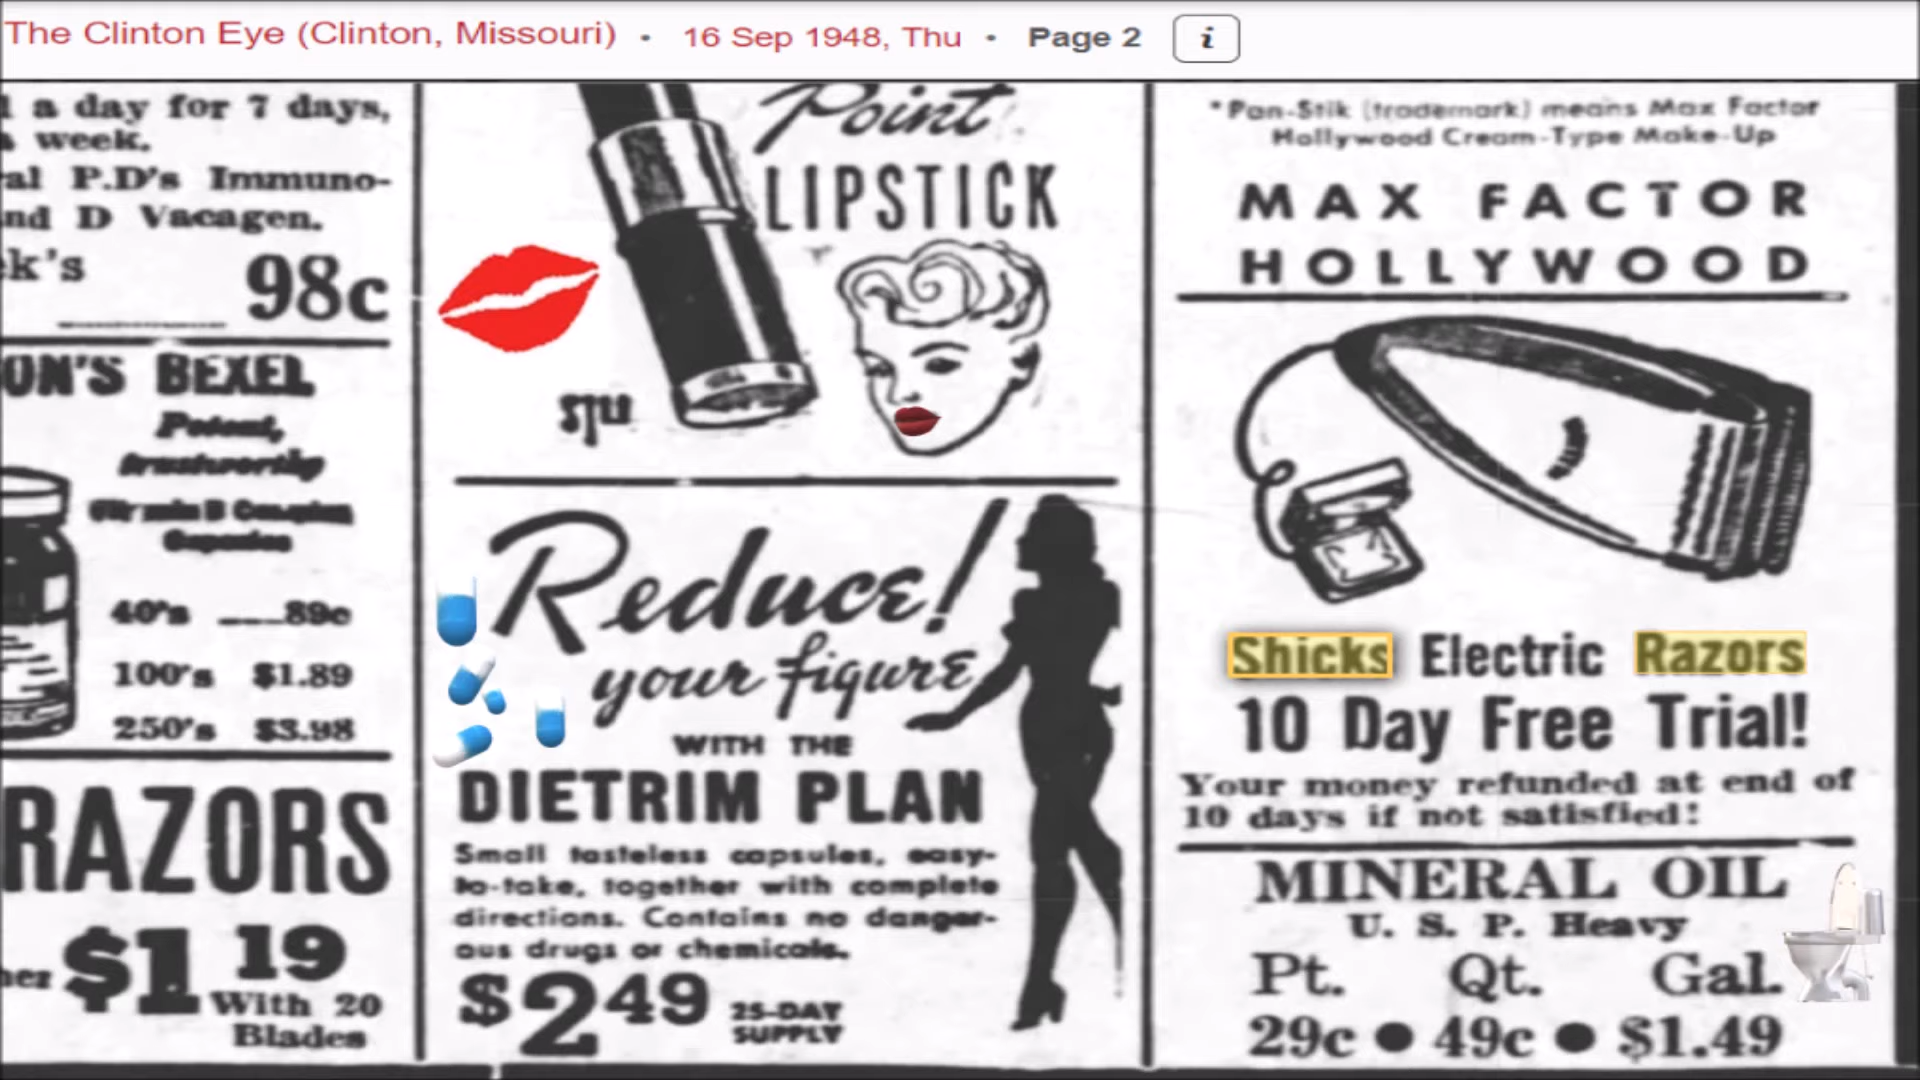 The Clinton Eye (Clinton, Missouri) • 16 Sep 1948, Thu • Page 2
a day for 7 days,
week.
al P.D's Immuno-
nd D Vacagen.
k's 98c
ON'S BEXEL
Potent,
trustworthy
Capsules
40's 89c
100's $1.89
250's $3.98
RAZORS
$1 19
With 20
Blades
Point
LIPSTICK
Reduce!
your figure
WITH THE
DIETRIM PLAN
Small tasteless capsules, easy-
to-take, together with complete
directions. Contains no danger-
ous drugs or chemicals.
$2 49 25-DAY
SUPPLY
*Pan-Stik (trademark) means Max Factor
Hollywood Cream-Type Make-Up
MAX FACTOR
HOLLYWOOD
Shicks Electric Razors
10 Day Free Trial!
Your money refunded at end of
10 days if not satisfied!
MINERAL OIL
U. S. P. Heavy
Pt. Qt. Gal.
29c • 49c • $1.49